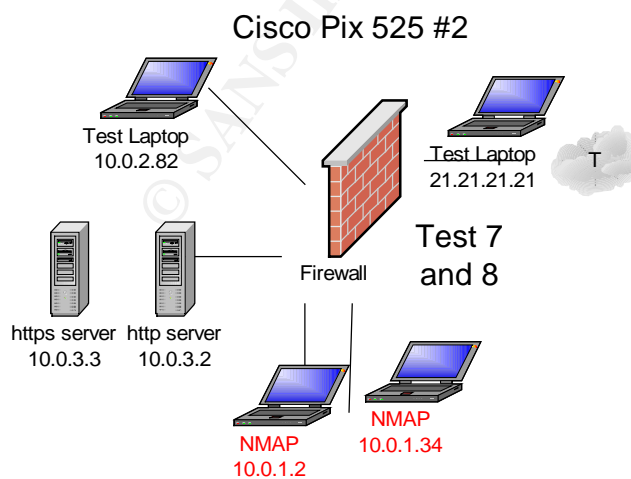 Cisco Pix 525 #2
Test Laptop
10.0.2.82
Test Laptop
21.21.21.21
T
Firewall
Test 7
and 8
https server
10.0.3.3
http server
10.0.3.2
NMAP
10.0.1.2
NMAP
10.0.1.34
© SANS In